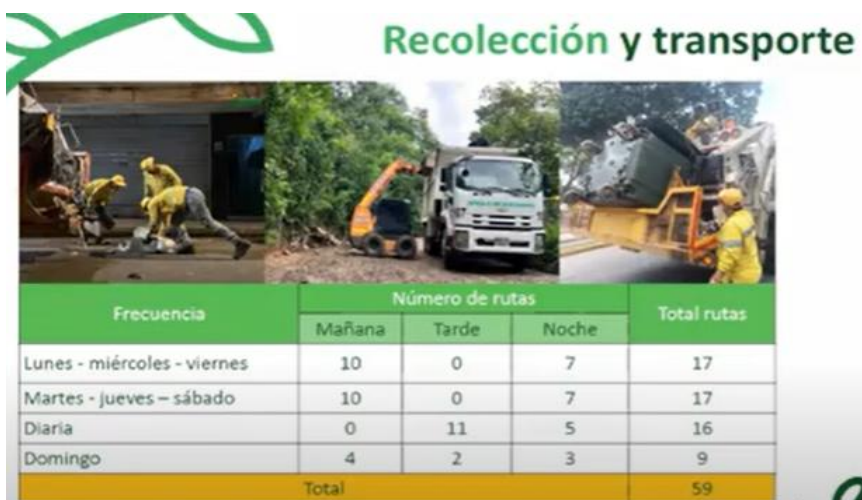 Recolección y transporte
Frecuencia
Número de rutas
Total rutas
Mañana Tarde Noche
Lunes - miércoles - viernes 10 0 7 17
Martes - jueves – sábado 10 0 7 17
Diaria 0 11 5 16
Domingo 4 2 3 9
Total 59